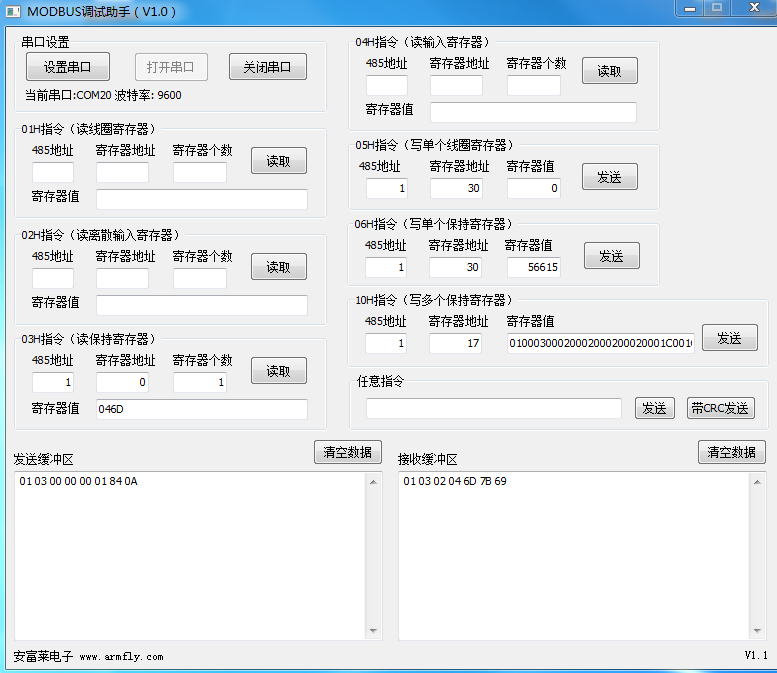 MODBUS调试助手（V1.0）
串口设置
设置串口 打开串口 关闭串口
当前串口:COM20 波特率: 9600
01H指令（读线圈寄存器）
485地址 寄存器地址 寄存器个数
读取
寄存器值
02H指令（读离散输入寄存器）
485地址 寄存器地址 寄存器个数
读取
寄存器值
03H指令（读保持寄存器）
485地址 寄存器地址 寄存器个数
1 0 1 读取
寄存器值 046D
04H指令（读输入寄存器）
485地址 寄存器地址 寄存器个数
读取
寄存器值
05H指令（写单个线圈寄存器）
485地址 寄存器地址 寄存器值
1 30 0 发送
06H指令（写单个保持寄存器）
485地址 寄存器地址 寄存器值
1 30 56615 发送
10H指令（写多个保持寄存器）
485地址 寄存器地址 寄存器值
1 17 01000300020002000200020001C001 发送
任意指令
发送 带CRC发送
发送缓冲区 清空数据
01 03 00 00 00 01 84 0A
接收缓冲区 清空数据
01 03 02 04 6D 7B 69
安富莱电子 www.armfly.com
V1.1